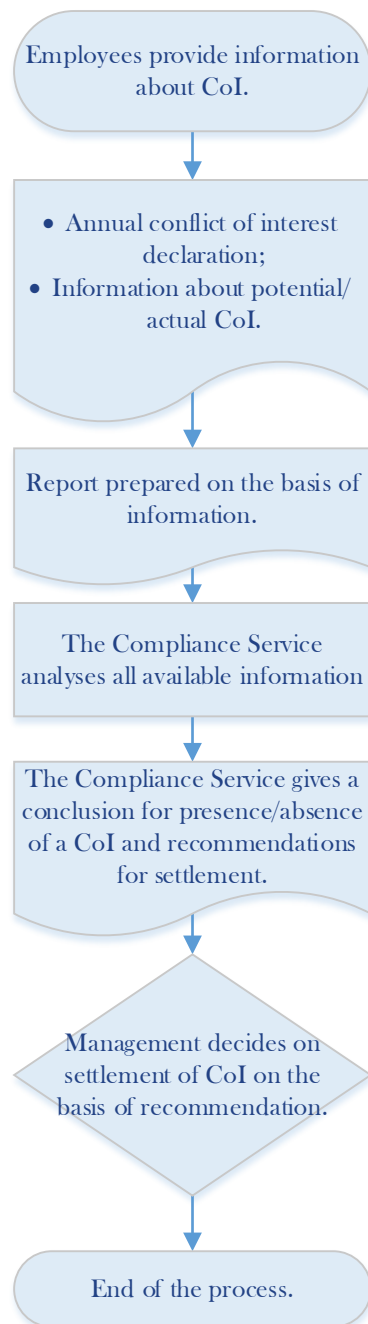 Employees provide information
about CoI.
• Annual conflict of interest
declaration;
• Information about potential/
actual CoI.
Report prepared on the basis of
information.
The Compliance Service
analyses all available information
The Compliance Service gives a
conclusion for presence/absence
of a CoI and recommendations
for settlement.
Management decides on
settlement of CoI on the
basis of recommendation.
End of the process.